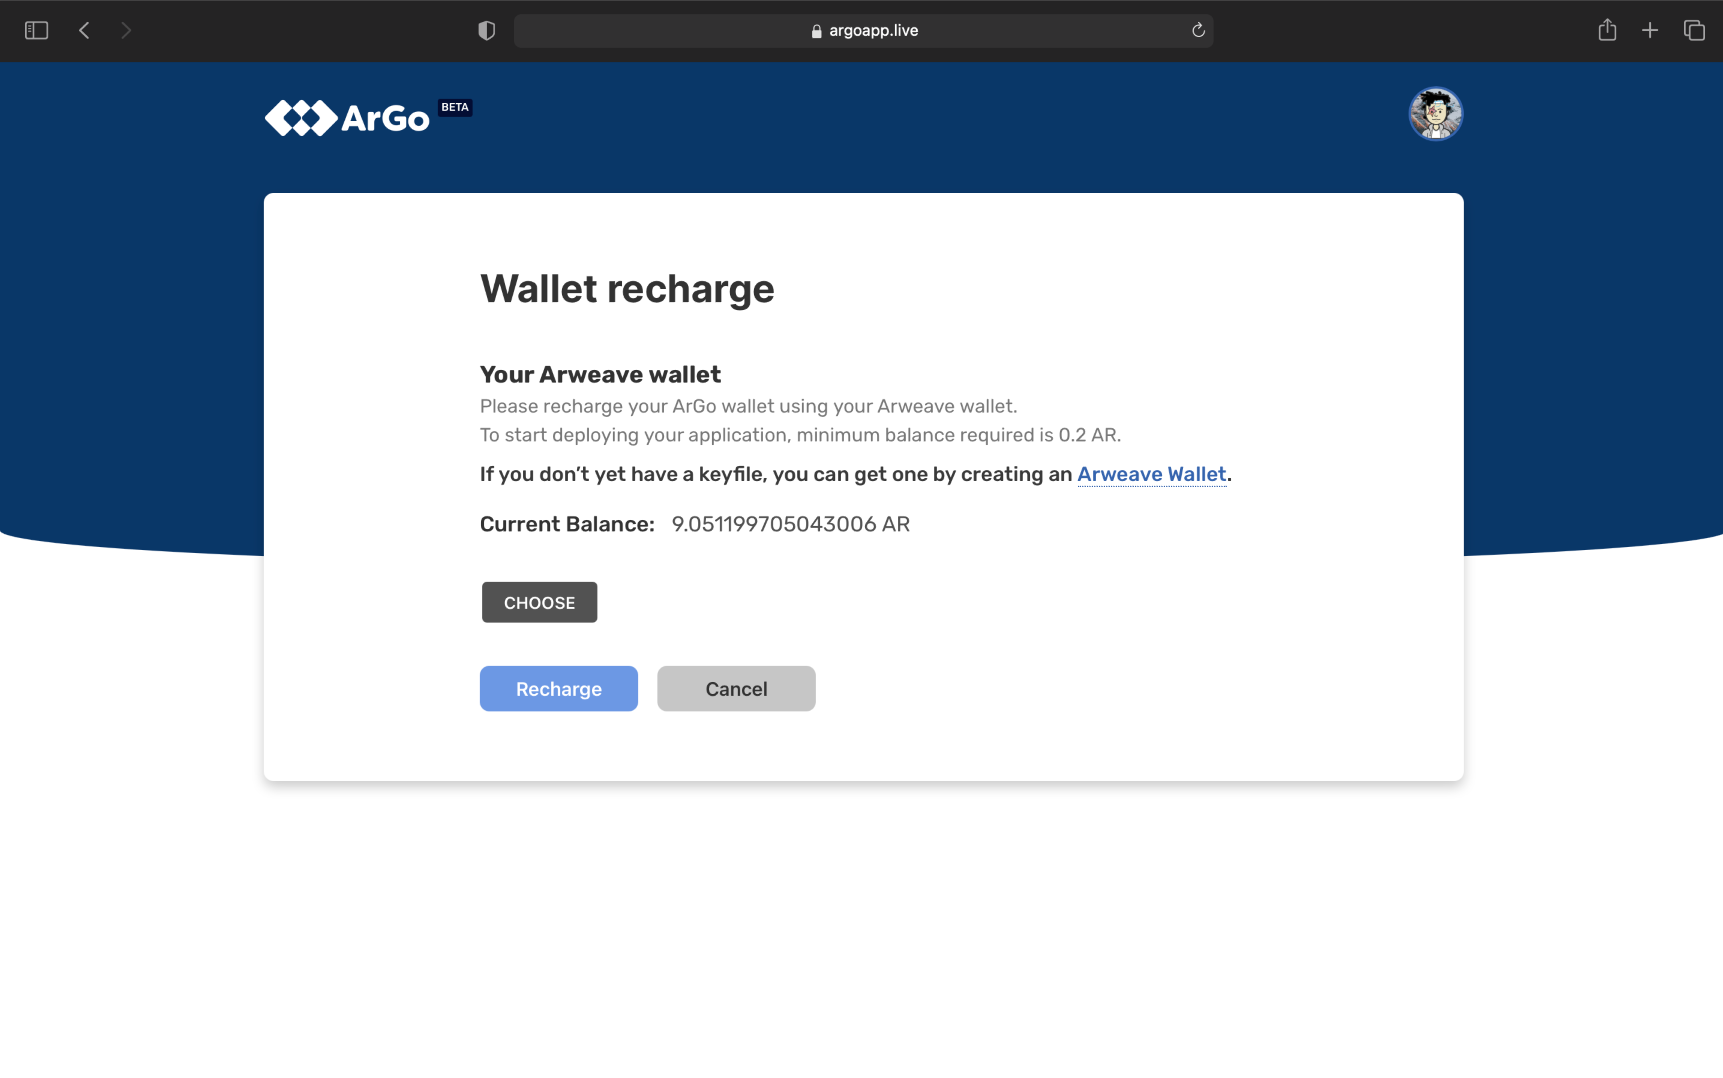 argoapp.live
ArGo BETA
Wallet recharge
Your Arweave wallet
Please recharge your ArGo wallet using your Arweave wallet.
To start deploying your application, minimum balance required is 0.2 AR.
If you don’t yet have a keyfile, you can get one by creating an Arweave Wallet.
Current Balance: 9.051199705043006 AR
CHOOSE
Recharge Cancel